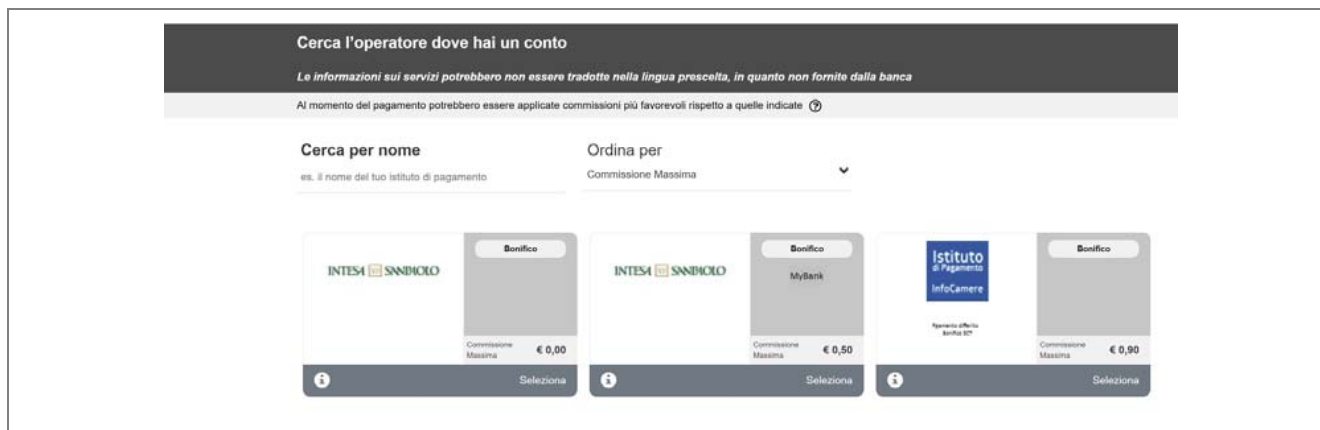 Cerca l'operatore dove hai un conto
Le informazioni sui servizi potrebbero non essere tradotte nella lingua prescelta, in quanto non fornite dalla banca
Al momento del pagamento potrebbero essere applicate commissioni più favorevoli rispetto a quelle indicate ?
Cerca per nome
es. il nome del tuo istituto di pagamento
Ordina per
Commissione Massima
INTESA SANPAOLO
Bonifico
Commissione
Massima
€ 0,00
i
Seleziona
INTESA SANPAOLO
Bonifico
MyBank
Commissione
Massima
€ 0,50
i
Seleziona
Istituto
di Pagamento
InfoCamere
Pagamento differito
Bonifico SCT
Bonifico
Commissione
Massima
€ 0,90
i
Seleziona